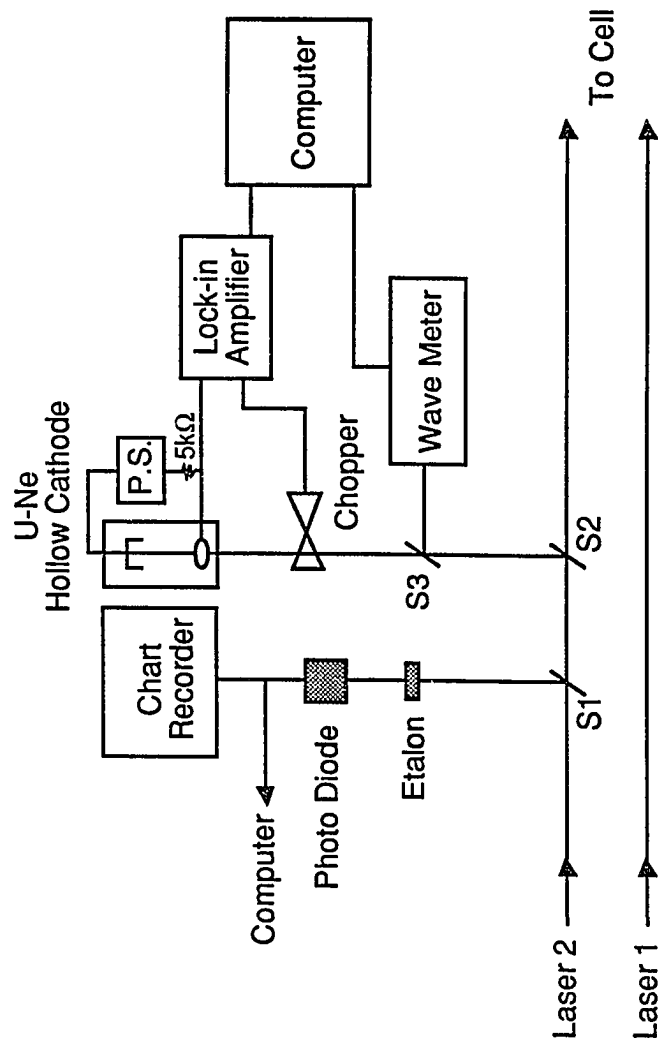 U-Ne
Hollow Cathode
P.S.
5kΩ
Chart
Recorder
Lock-in
Amplifier
Computer
Computer
Photo Diode
Chopper
Etalon
Wave Meter
S3
S1
S2
Laser 2
To Cell
Laser 1